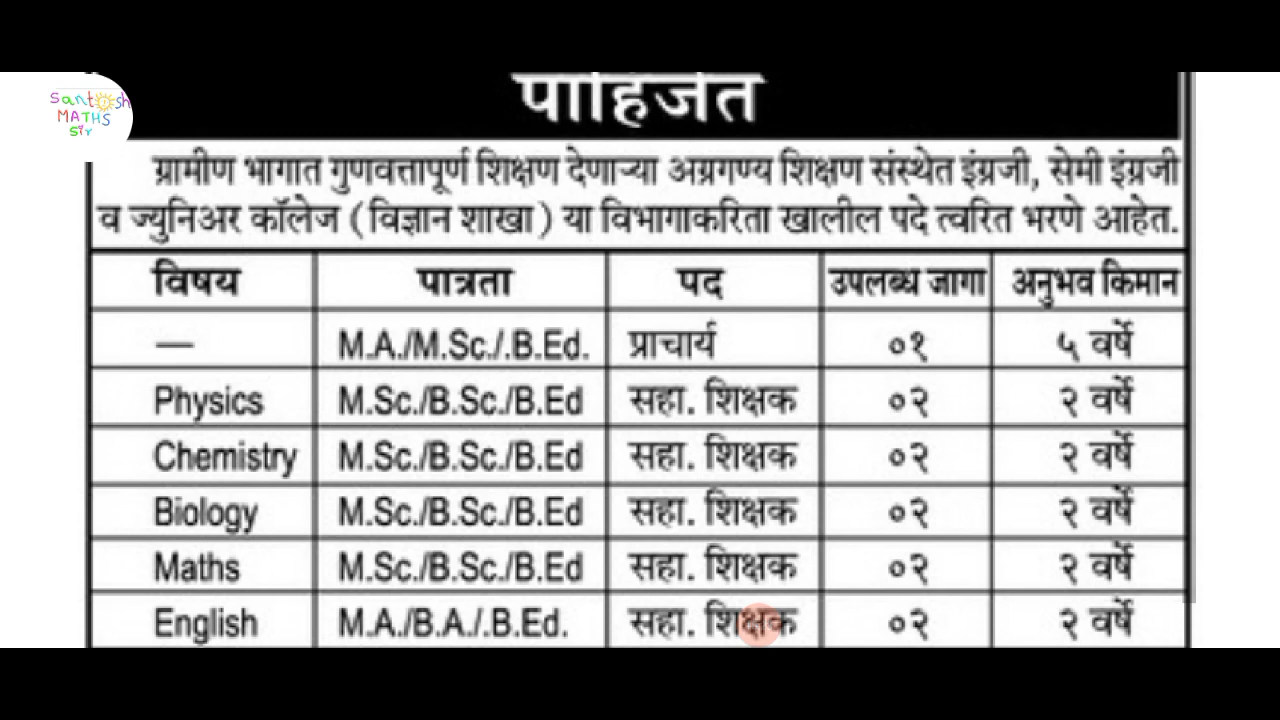 Santosh
MATHS
Sir
पाहिजेत
ग्रामीण भागात गुणवत्तापूर्ण शिक्षण देणाऱ्या अग्रगण्य शिक्षण संस्थेत इंग्रजी, सेमी इंग्रजी
व ज्युनिअर कॉलेज (विज्ञान शाखा) या विभागाकरिता खालील पदे त्वरित भरणे आहेत.
विषय पात्रता पद उपलब्ध जागा अनुभव किमान
— M.A./M.Sc./.B.Ed. प्राचार्य ०१ ५ वर्षे
Physics M.Sc./B.Sc./B.Ed सहा. शिक्षक ०२ २ वर्षे
Chemistry M.Sc./B.Sc./B.Ed सहा. शिक्षक ०२ २ वर्षे
Biology M.Sc./B.Sc./B.Ed सहा. शिक्षक ०२ २ वर्षे
Maths M.Sc./B.Sc./B.Ed सहा. शिक्षक ०२ २ वर्षे
English M.A./B.A./.B.Ed. सहा. शिक्षक ०२ २ वर्षे